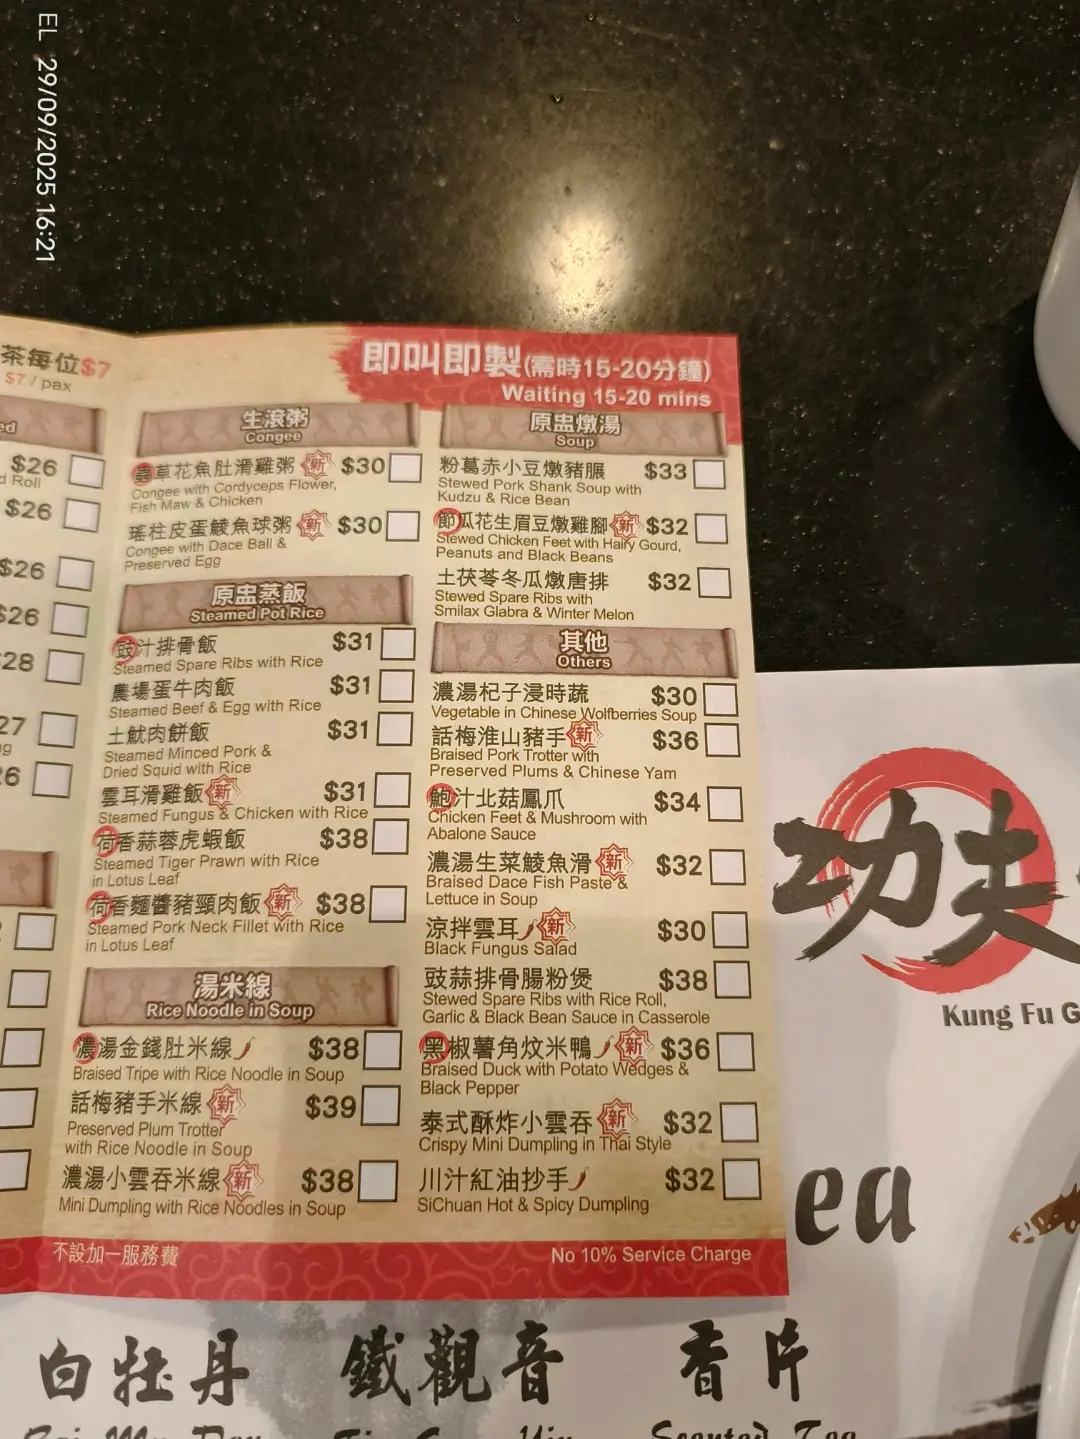 EL 29/09/2025 16:21
茶每位$7
$7 / pax
ed
$26
d Roll
$26
$26
$26
$28
$27
$26
即叫即製(需時15-20分鐘)
Waiting 15-20 mins
生滾粥
Congee
蟲草花魚肚滑雞粥 新 $30
Congee with Cordyceps Flower,
Fish Maw & Chicken
瑤柱皮蛋鯪魚球粥 新 $30
Congee with Dace Ball &
Preserved Egg
原盅蒸飯
Steamed Pot Rice
豉汁排骨飯 $31
Steamed Spare Ribs with Rice
農場蛋牛肉飯 $31
Steamed Beef & Egg with Rice
土魷肉餅飯 $31
Steamed Minced Pork &
Dried Squid with Rice
雲耳滑雞飯 新 $31
Steamed Fungus & Chicken with Rice
荷香蒜蓉虎蝦飯 $38
Steamed Tiger Prawn with Rice
in Lotus Leaf
荷香麵醬豬頸肉飯 新 $38
Steamed Pork Neck Fillet with Rice
in Lotus Leaf
湯米線
Rice Noodle in Soup
濃湯金錢肚米線 $38
Braised Tripe with Rice Noodle in Soup
話梅豬手米線 新 $39
Preserved Plum Trotter
with Rice Noodle in Soup
濃湯小雲吞米線 新 $38
Mini Dumpling with Rice Noodles in Soup
原盅燉湯
Soup
粉葛赤小豆燉豬𦟌 $33
Stewed Pork Shank Soup with
Kudzu & Rice Bean
節瓜花生眉豆燉雞腳 新 $32
Stewed Chicken Feet with Hairy Gourd,
Peanuts and Black Beans
土茯苓冬瓜燉唐排 $32
Stewed Spare Ribs with
Smilax Glabra & Winter Melon
其他
Others
濃湯杞子浸時蔬 $30
Vegetable in Chinese Wolfberries Soup
話梅淮山豬手 新 $36
Braised Pork Trotter with
Preserved Plums & Chinese Yam
鮑汁北菇鳳爪 $34
Chicken Feet & Mushroom with
Abalone Sauce
濃湯生菜鯪魚滑 新 $32
Braised Dace Fish Paste &
Lettuce in Soup
涼拌雲耳 新 $30
Black Fungus Salad
豉蒜排骨腸粉煲 $38
Stewed Spare Ribs with Rice Roll,
Garlic & Black Bean Sauce in Casserole
黑椒薯角炆米鴨 新 $36
Braised Duck with Potato Wedges &
Black Pepper
泰式酥炸小雲吞 新 $32
Crispy Mini Dumpling in Thai Style
川汁紅油抄手 $32
SiChuan Hot & Spicy Dumpling
不設加一服務費
No 10% Service Charge
功夫
Kung Fu G
ea
白牡丹
鐵觀音
香片
Scented Tea